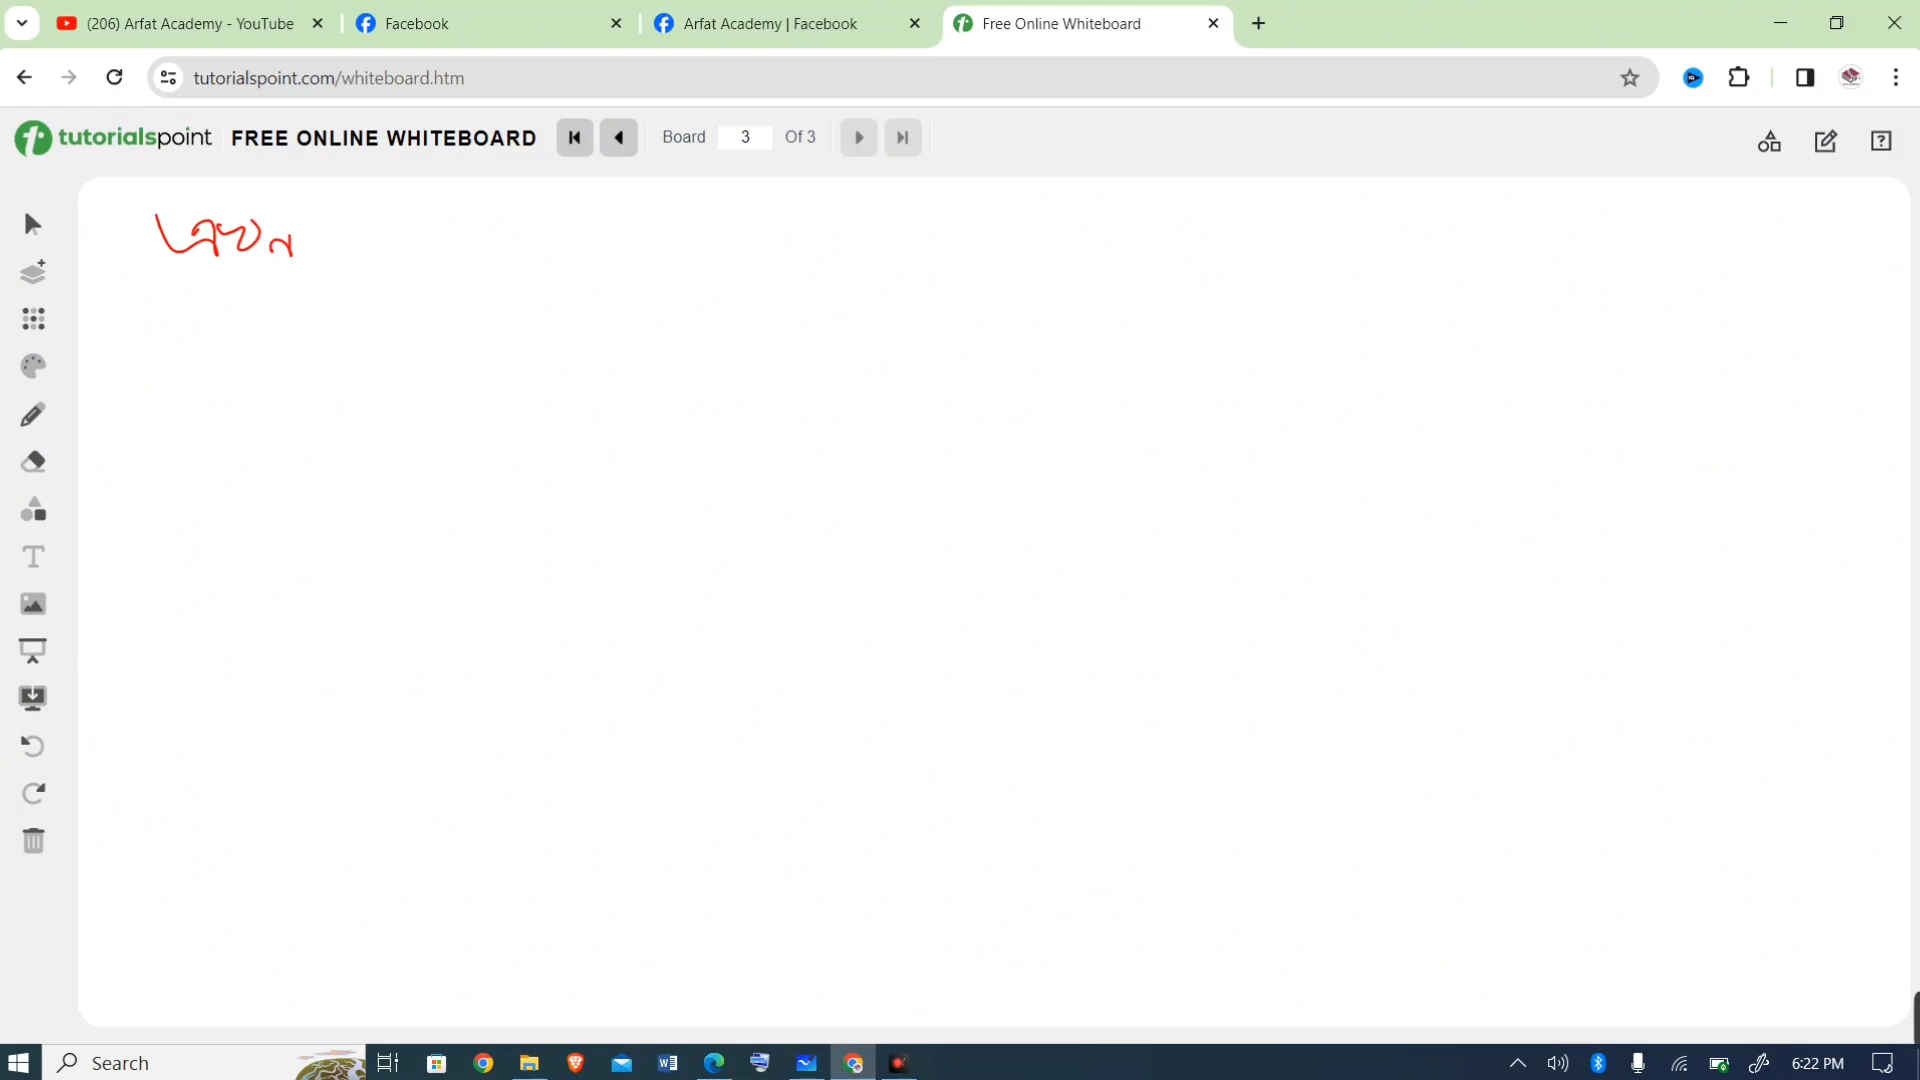 (206) Arfat Academy - YouTube
Facebook
Arfat Academy | Facebook
Free Online Whiteboard
tutorialspoint.com/whiteboard.htm
tutorialspoint FREE ONLINE WHITEBOARD Board 3 Of 3
Search
6:22 PM